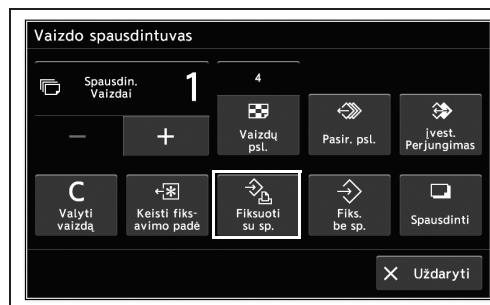 Vaizdo spausdintuvas
Spausdin.
Vaizdai
1
4
−
+
Vaizdų
psl.
Pasir. psl.
įvest.
Perjungimas
C
Valyti
vaizdą
Keisti fiks-
avimo padė
Fiksuoti
su sp.
Fiks.
be sp.
Spausdinti
× Uždaryti